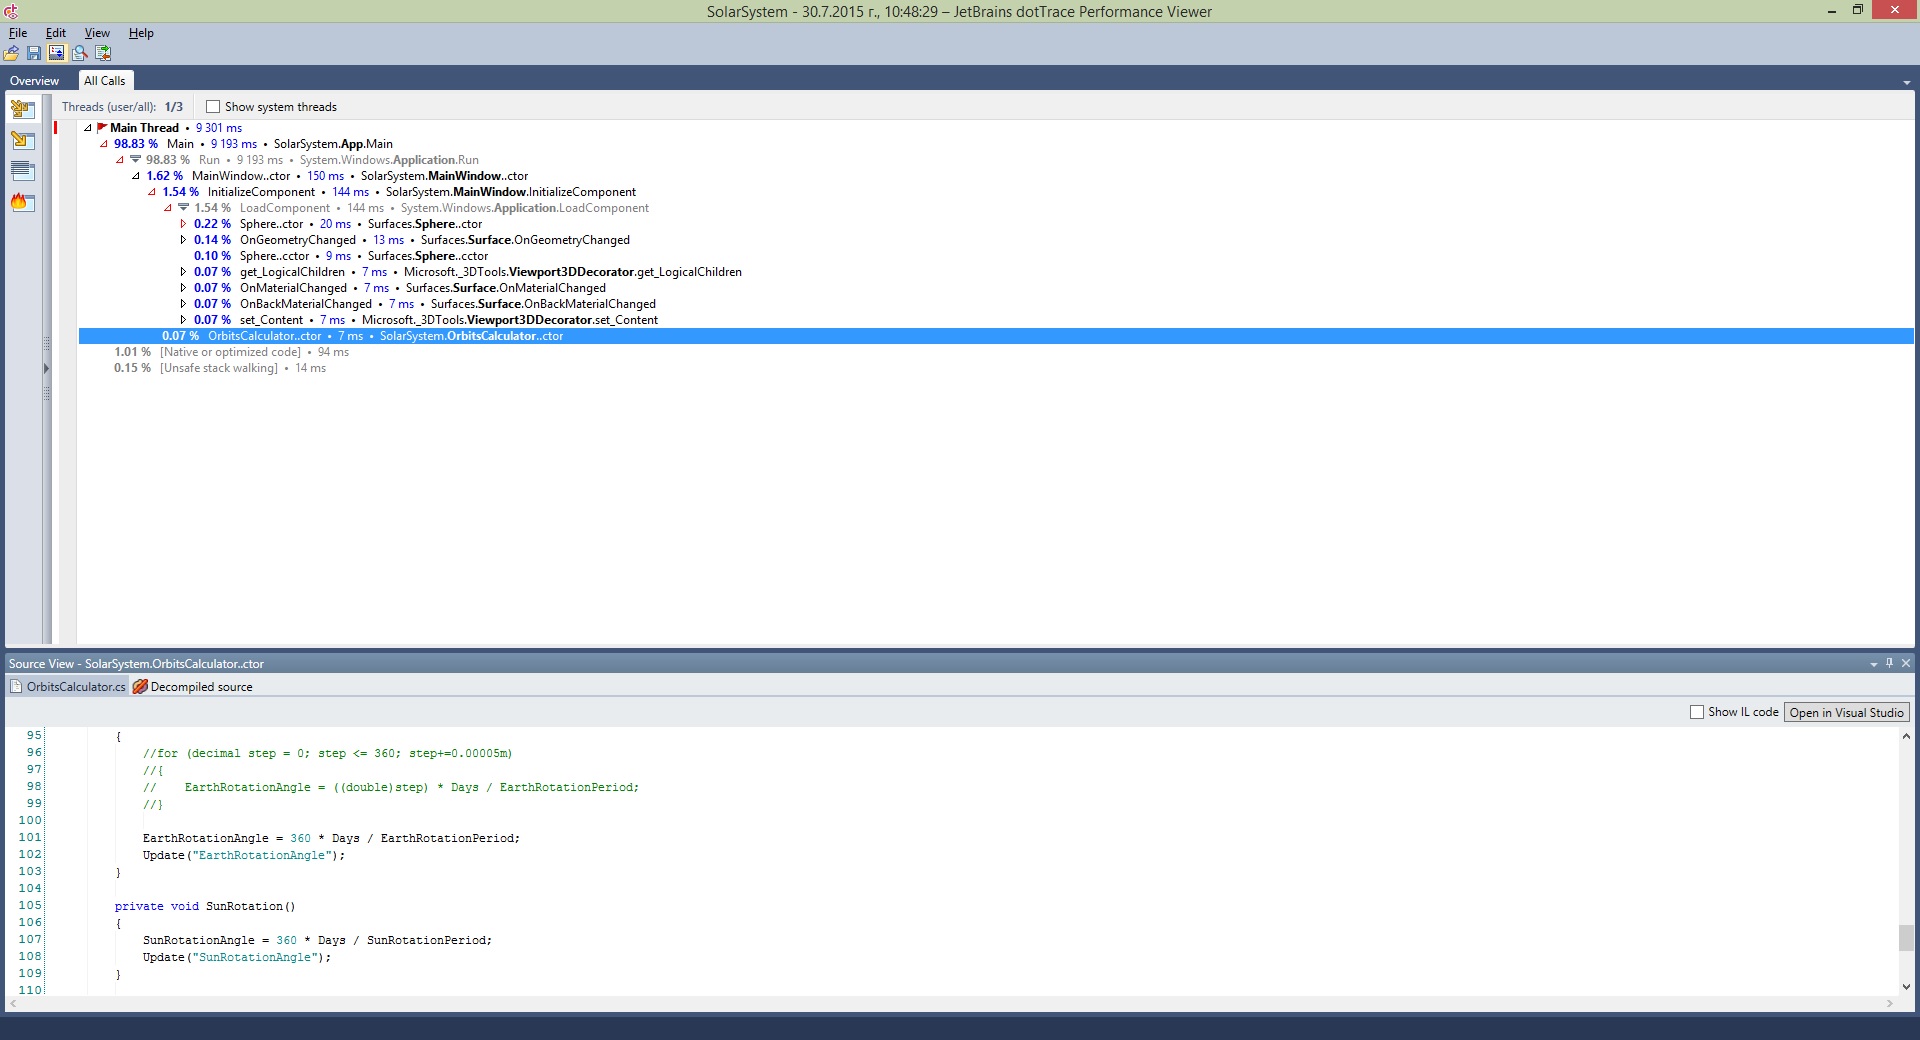 SolarSystem - 30.7.2015 г., 10:48:29 – JetBrains dotTrace Performance Viewer
File Edit View Help
Overview All Calls
Threads (user/all): 1/3 Show system threads
Main Thread • 9 301 ms
98.83 % Main • 9 193 ms • SolarSystem.App.Main
98.83 % Run • 9 193 ms • System.Windows.Application.Run
1.62 % MainWindow..ctor • 150 ms • SolarSystem.MainWindow..ctor
1.54 % InitializeComponent • 144 ms • SolarSystem.MainWindow.InitializeComponent
1.54 % LoadComponent • 144 ms • System.Windows.Application.LoadComponent
0.22 % Sphere..ctor • 20 ms • Surfaces.Sphere..ctor
0.14 % OnGeometryChanged • 13 ms • Surfaces.Surface.OnGeometryChanged
0.10 % Sphere..cctor • 9 ms • Surfaces.Sphere..cctor
0.07 % get_LogicalChildren • 7 ms • Microsoft._3DTools.Viewport3DDecorator.get_LogicalChildren
0.07 % OnMaterialChanged • 7 ms • Surfaces.Surface.OnMaterialChanged
0.07 % OnBackMaterialChanged • 7 ms • Surfaces.Surface.OnBackMaterialChanged
0.07 % set_Content • 7 ms • Microsoft._3DTools.Viewport3DDecorator.set_Content
0.07 % OrbitsCalculator..ctor • 7 ms • SolarSystem.OrbitsCalculator..ctor
1.01 % [Native or optimized code] • 94 ms
0.15 % [Unsafe stack walking] • 14 ms
Source View - SolarSystem.OrbitsCalculator..ctor
OrbitsCalculator.cs Decompiled source
Show IL code Open in Visual Studio
95 {
96 //for (decimal step = 0; step <= 360; step+=0.00005m)
97 //{
98 //    EarthRotationAngle = ((double)step) * Days / EarthRotationPeriod;
99 //}
100
101 EarthRotationAngle = 360 * Days / EarthRotationPeriod;
102 Update("EarthRotationAngle");
103 }
104
105 private void SunRotation()
106 {
107 SunRotationAngle = 360 * Days / SunRotationPeriod;
108 Update("SunRotationAngle");
109 }
110